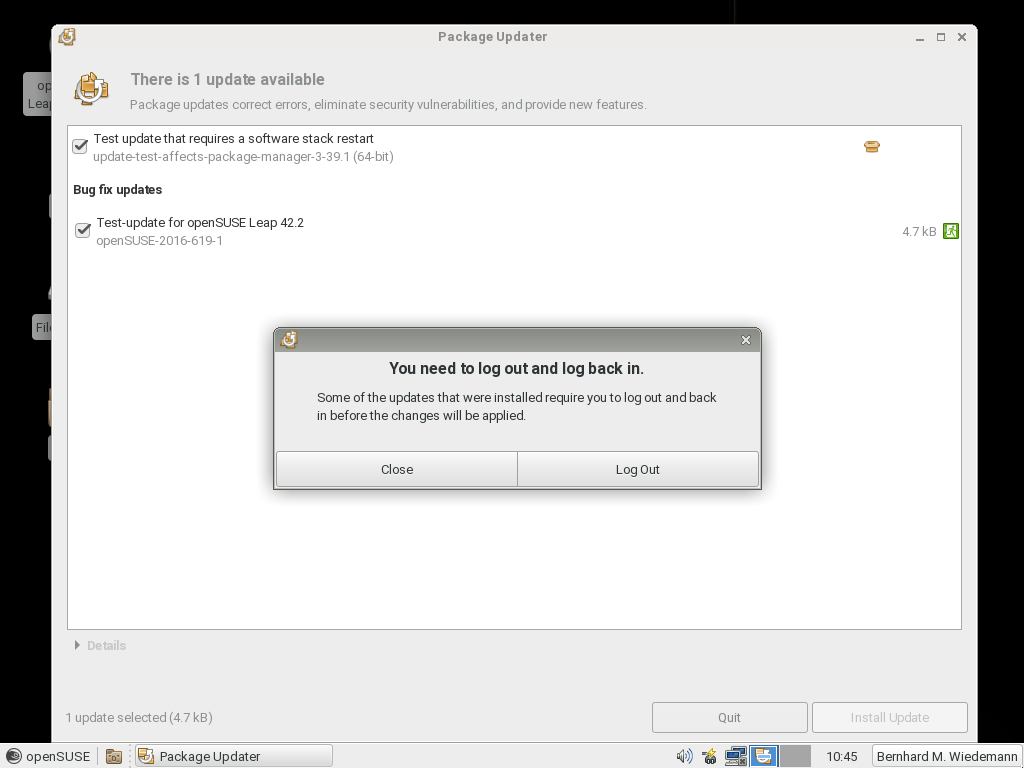 Package Updater
op
Leap
There is 1 update available
Package updates correct errors, eliminate security vulnerabilities, and provide new features.
Test update that requires a software stack restart
update-test-affects-package-manager-3-39.1 (64-bit)
Bug fix updates
Test-update for openSUSE Leap 42.2
openSUSE-2016-619-1
4.7 kB
File
You need to log out and log back in.
Some of the updates that were installed require you to log out and back
in before the changes will be applied.
Close
Log Out
Details
1 update selected (4.7 kB)
Quit
Install Update
openSUSE
Package Updater
10:45
Bernhard M. Wiedemann